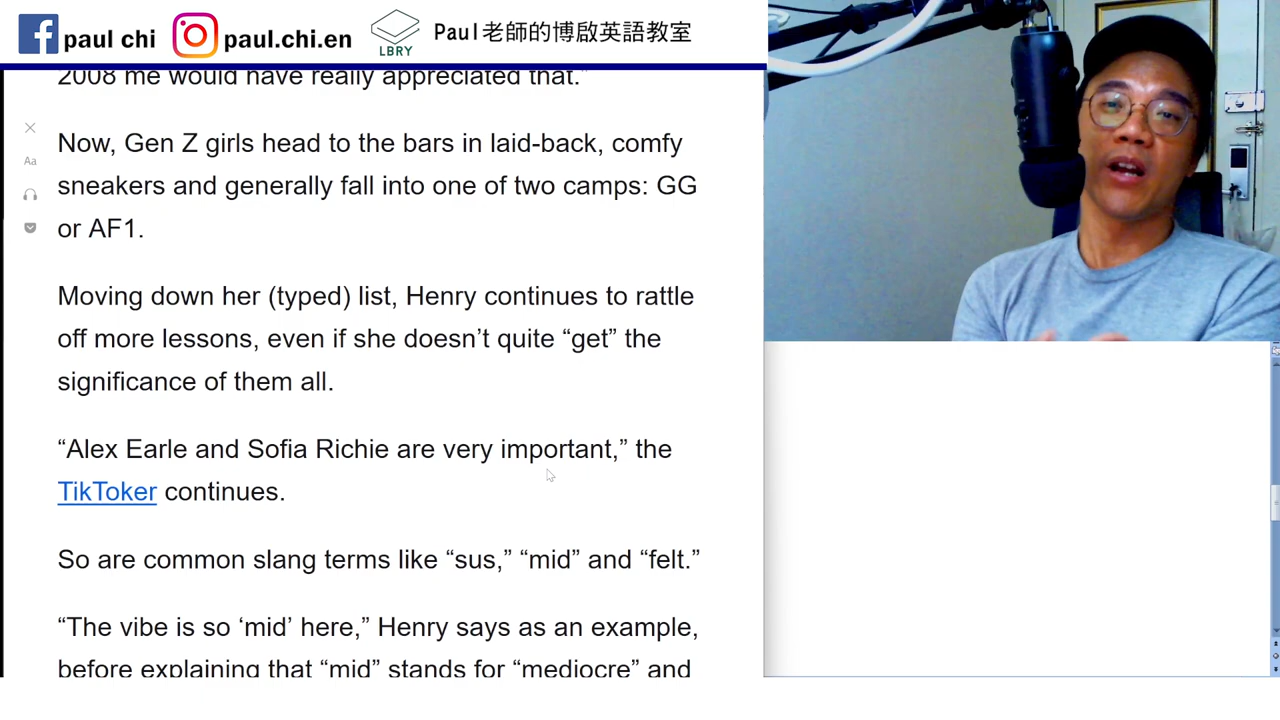 paul chi
paul.chi.en
LBRY
Paul老師的博啟英語教室
2008 me would have really appreciated that.”
Now, Gen Z girls head to the bars in laid-back, comfy
sneakers and generally fall into one of two camps: GG
or AF1.
Moving down her (typed) list, Henry continues to rattle
off more lessons, even if she doesn’t quite “get” the
significance of them all.
“Alex Earle and Sofia Richie are very important,” the
TikToker continues.
So are common slang terms like “sus,” “mid” and “felt.”
“The vibe is so ‘mid’ here,” Henry says as an example,
before explaining that “mid” stands for “mediocre” and
Aa